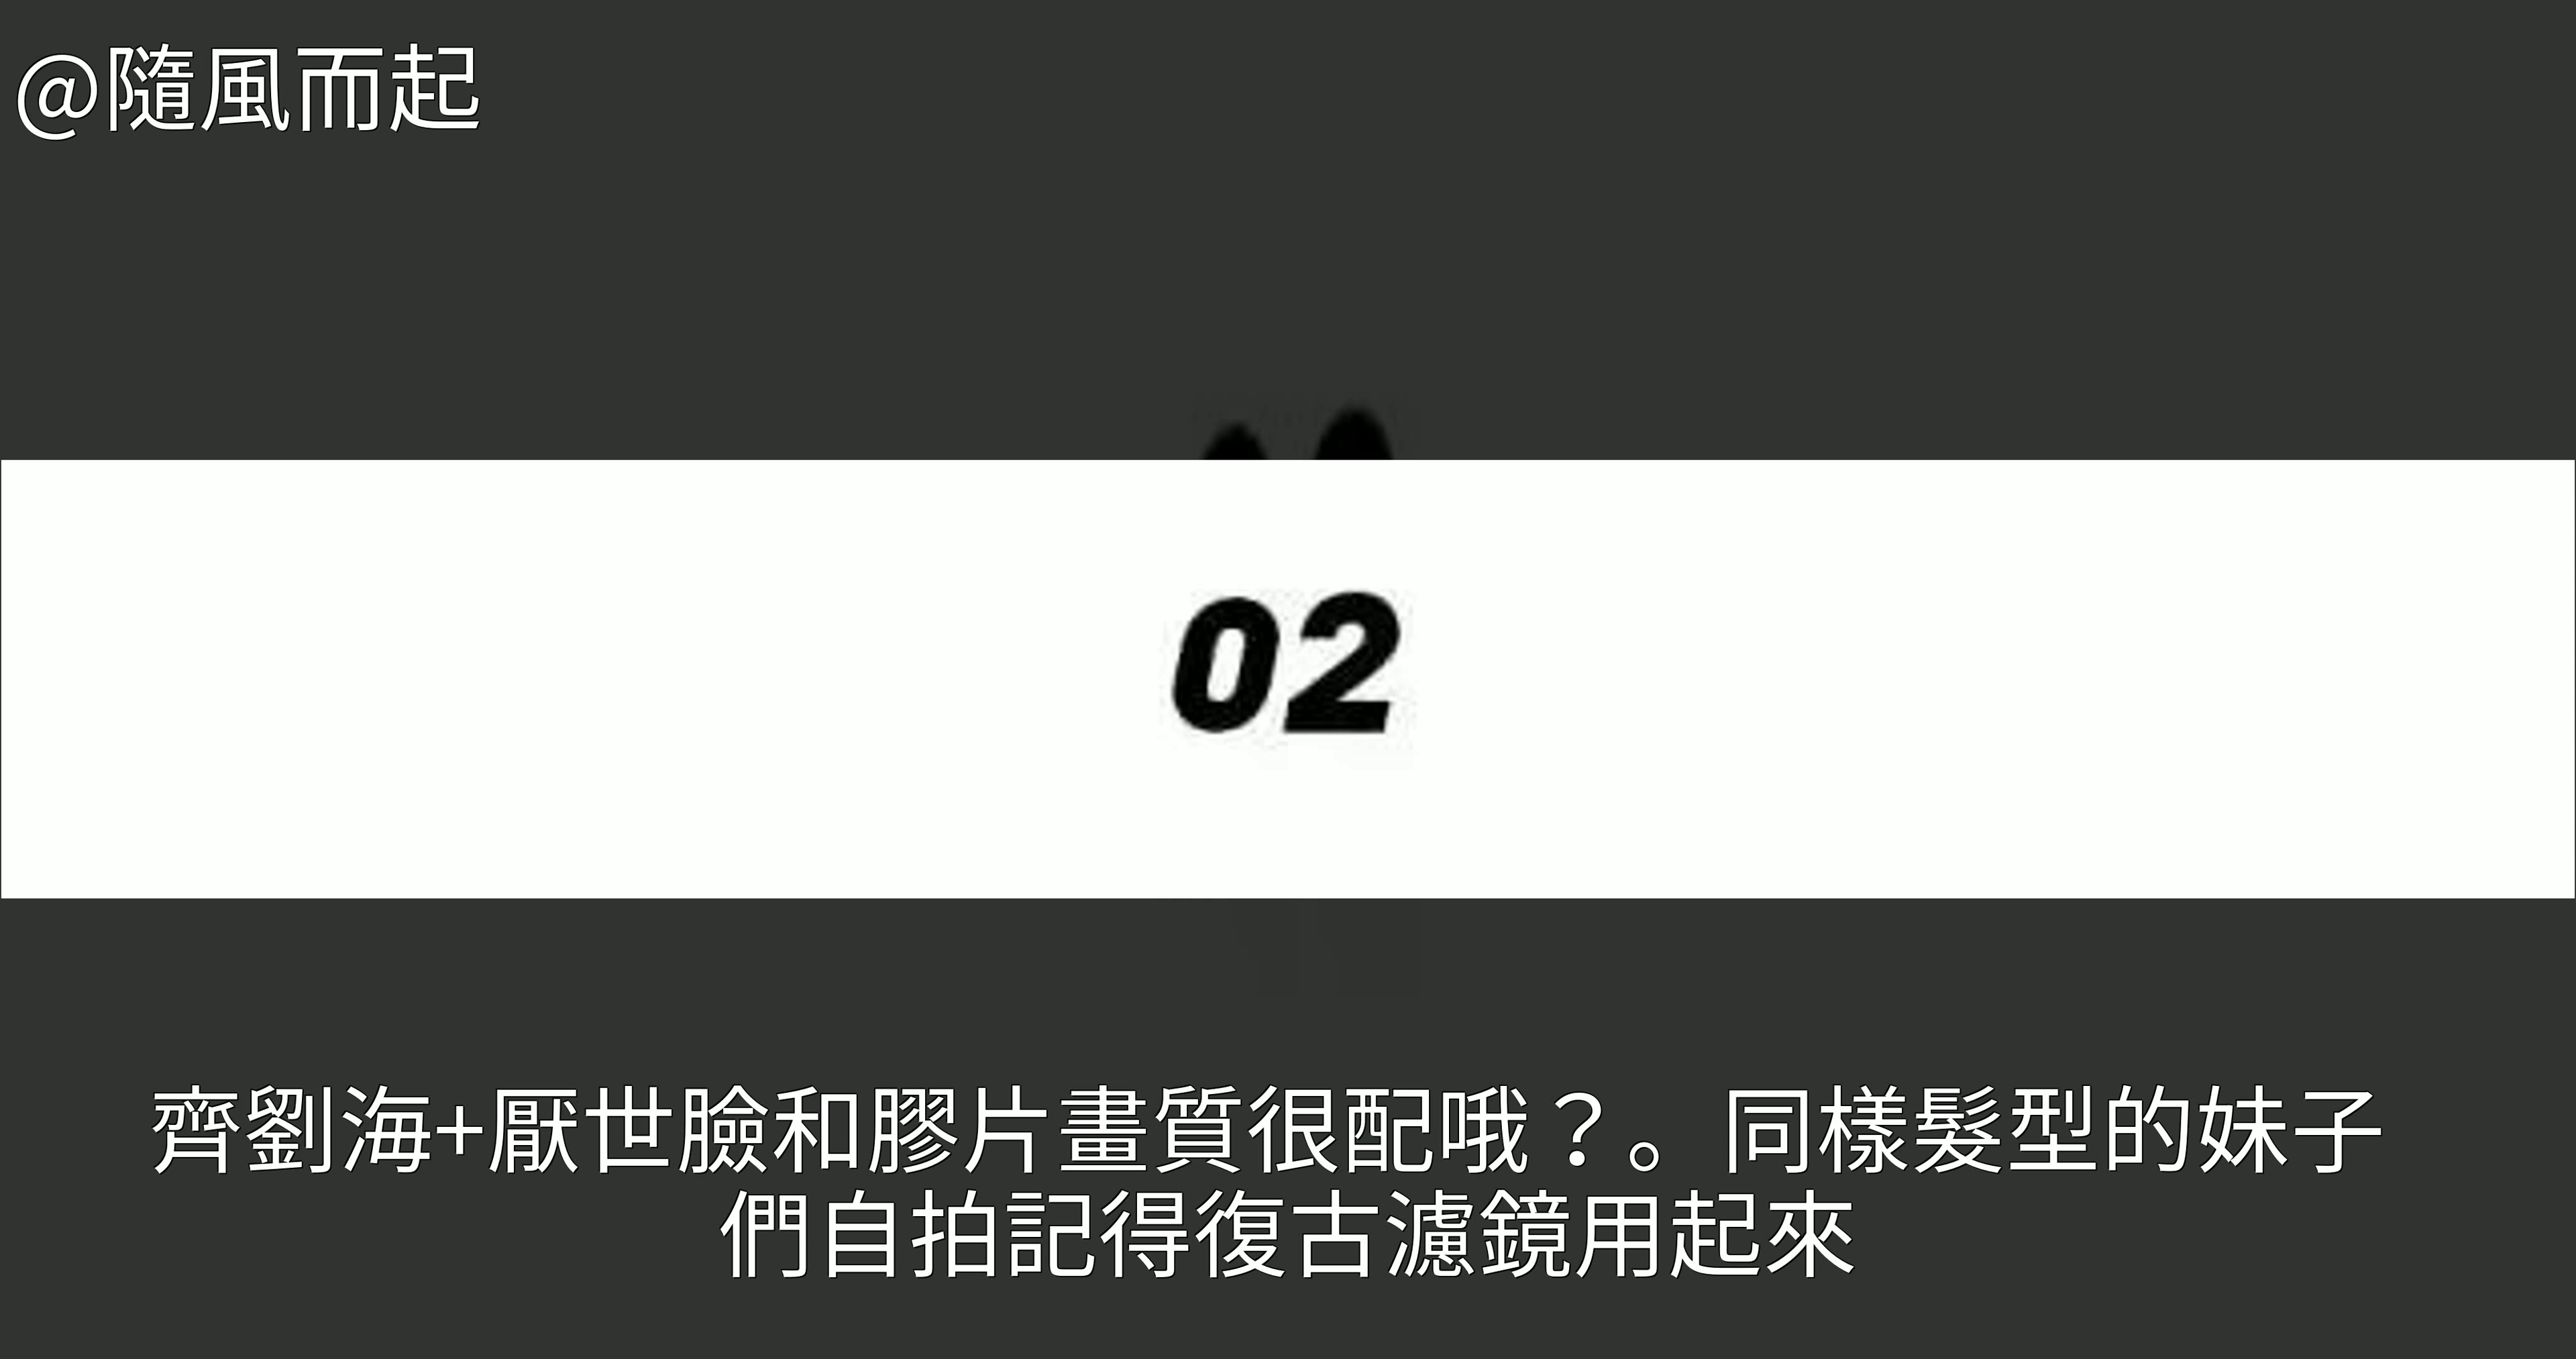 @隨風而起
02
齊劉海+厭世臉和膠片畫質很配哦？。同樣髮型的妹子
們自拍記得復古濾鏡用起來